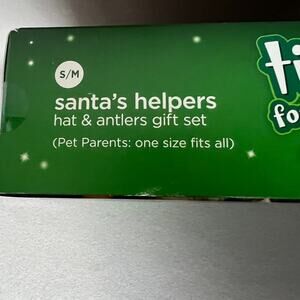 S/M
santa's helpers
hat & antlers gift set
(Pet Parents: one size fits all)